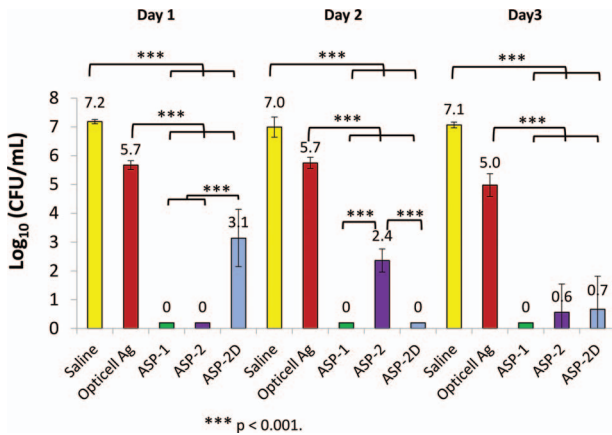 Day 1 Day 2 Day3
*** *** ***
7.2 7.0 7.1
*** *** ***
5.7 5.7 5.0
*** *** ***
3.1 2.4
0 0 0 0 0 0.6 0.7
8
7
6
5
4
3
2
1
0
Log10 (CFU/mL)
Saline Opticell Ag ASP-1 ASP-2 ASP-2D Saline Opticell Ag ASP-1 ASP-2 ASP-2D Saline Opticell Ag ASP-1 ASP-2 ASP-2D
*** p < 0.001.